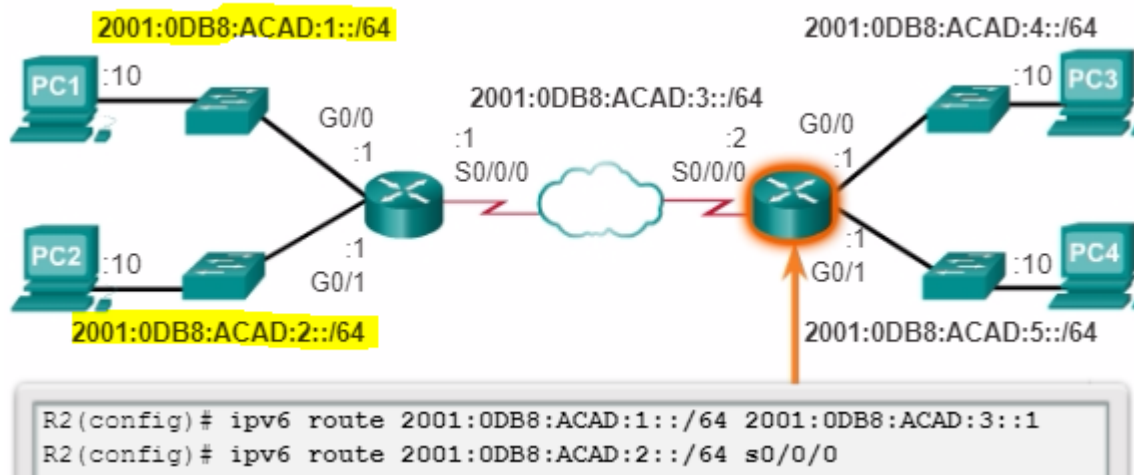 2001:0DB8:ACAD:1::/64
2001:0DB8:ACAD:4::/64
PC1
:10
:10
PC3
2001:0DB8:ACAD:3::/64
G0/0
:1
:1
S0/0/0
:2
S0/0/0
G0/0
:1
PC2
:10
:1
G0/1
:1
G0/1
:10
PC4
2001:0DB8:ACAD:2::/64
2001:0DB8:ACAD:5::/64
R2(config)# ipv6 route 2001:0DB8:ACAD:1::/64 2001:0DB8:ACAD:3::1
R2(config)# ipv6 route 2001:0DB8:ACAD:2::/64 s0/0/0